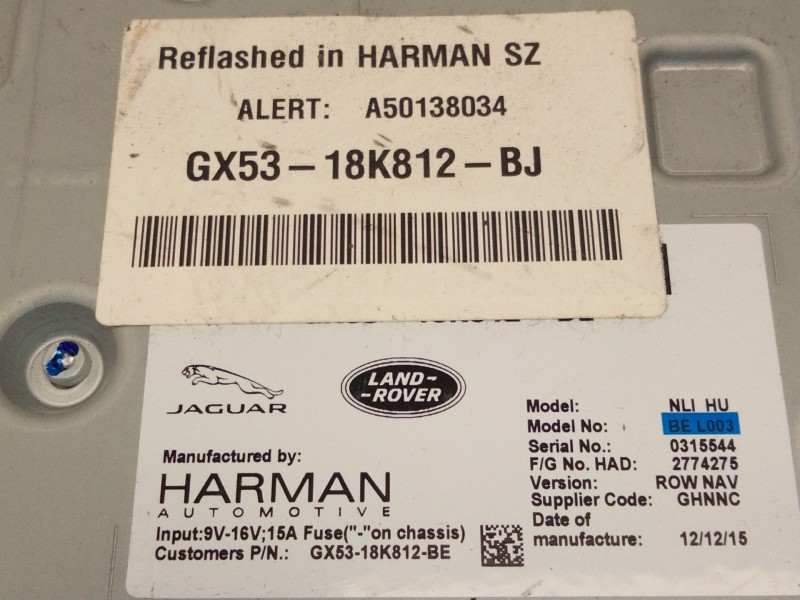 Reflashed in HARMAN SZ
ALERT: A50138034
GX53-18K812-BJ
JAGUAR
LAND-
-ROVER
Manufactured by:
HARMAN
AUTOMOTIVE
Input:9V-16V;15A Fuse("-"on chassis)
Customers P/N.: GX53-18K812-BE
Model: NLI HU
Model No: BE L003
Serial No.: 0315544
F/G No. HAD: 2774275
Version: ROW NAV
Supplier Code: GHNNC
Date of
manufacture: 12/12/15